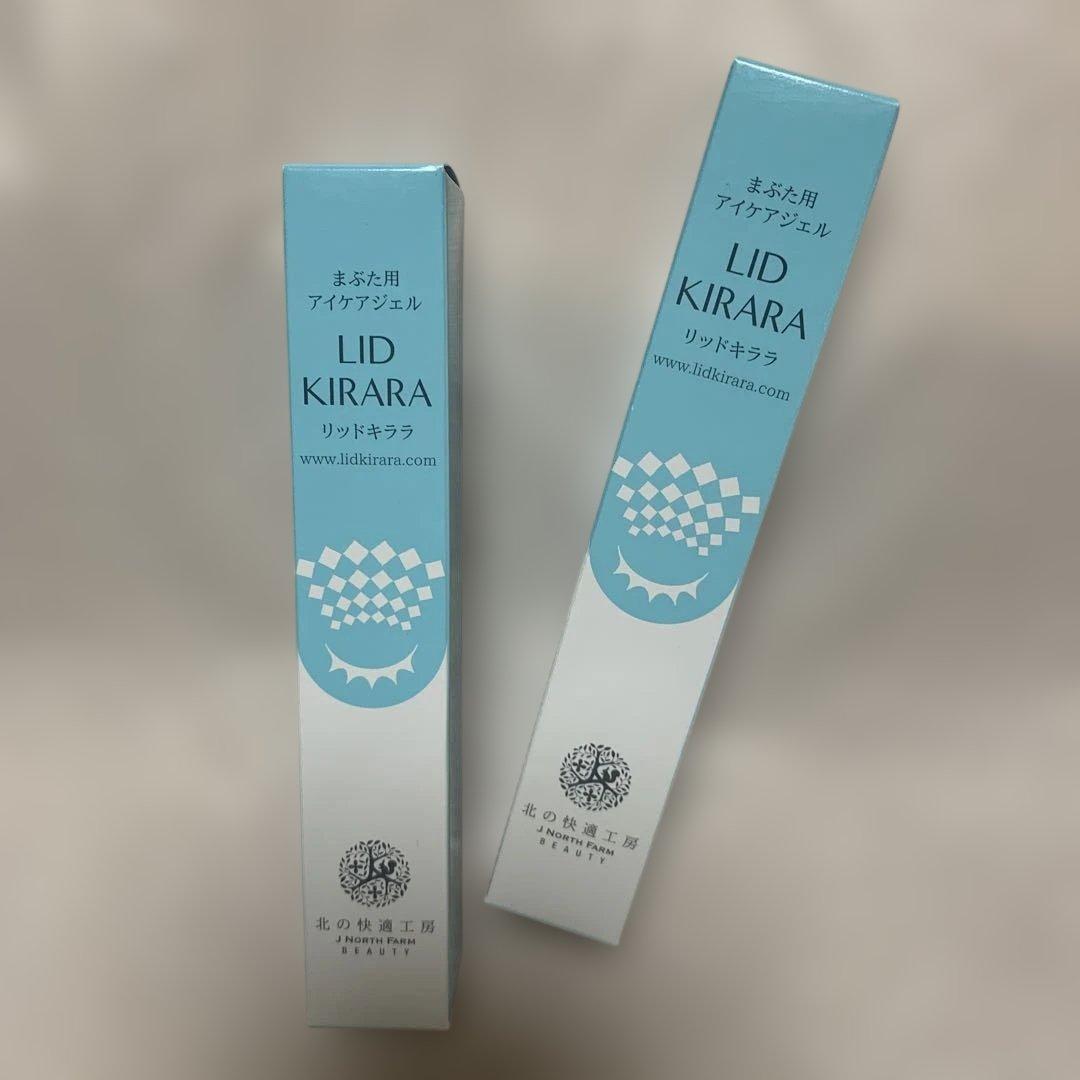 まぶた用
アイケアジェル
LID
KIRARA
リッドキララ
www.lidkirara.com
北の快適工房
J NORTH FARM
BEAUTY
まぶた用
アイケアジェル
LID
KIRARA
リッドキララ
www.lidkirara.com
北の快適工房
J NORTH FARM
BEAUTY